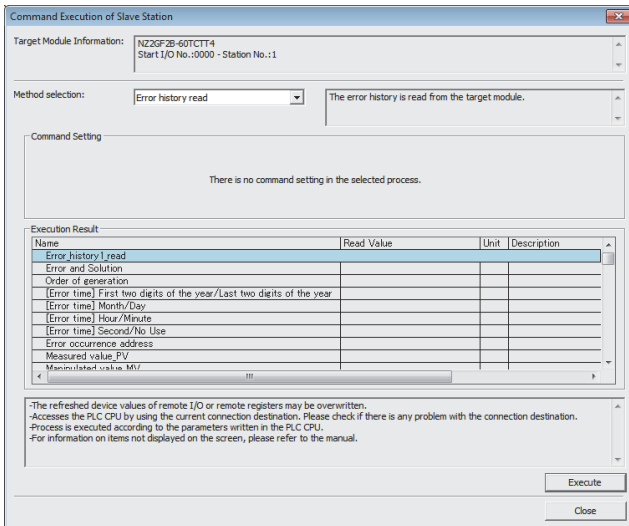 Command Execution of Slave Station
Target Module Information:
NZ2GF2B-60TCTT4
Start I/O No.:0000 - Station No.:1
Method selection:
Error history read
The error history is read from the target module.
Command Setting
There is no command setting in the selected process.
Execution Result
Name Read Value Unit Description
Error_history1_read
Error and Solution
Order of generation
[Error time] First two digits of the year/Last two digits of the year
[Error time] Month/Day
[Error time] Hour/Minute
[Error time] Second/No Use
Error occurrence address
Measured value_PV
Manipulated value_MV
-The refreshed device values of remote I/O or remote registers may be overwritten.
-Accesses the PLC CPU by using the current connection destination. Please check if there is any problem with the connection destination.
-Process is executed according to the parameters written in the PLC CPU.
-For information on items not displayed on the screen, please refer to the manual.
Execute
Close